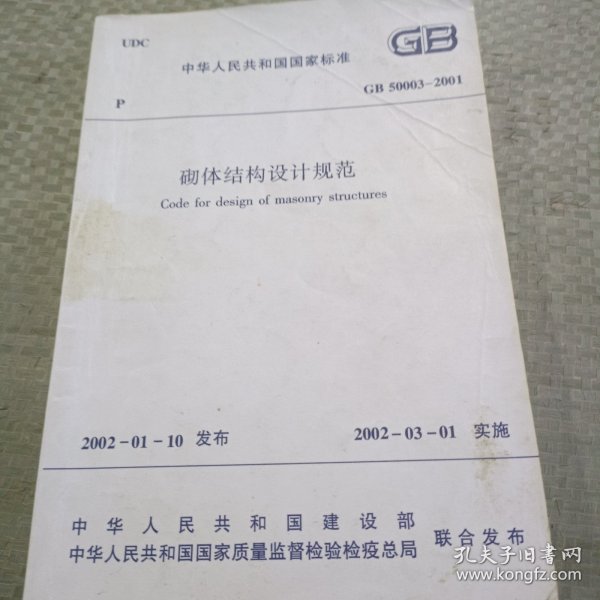 UDC
GB
中华人民共和国国家标准
P
GB 50003-2001
砌体结构设计规范
Code for design of masonry structures
2002-01-10 发布
2002-03-01 实施
中华人民共和国建设部
中华人民共和国国家质量监督检验检疫总局
联合发布
孔夫子旧书网
www.kongfz.com